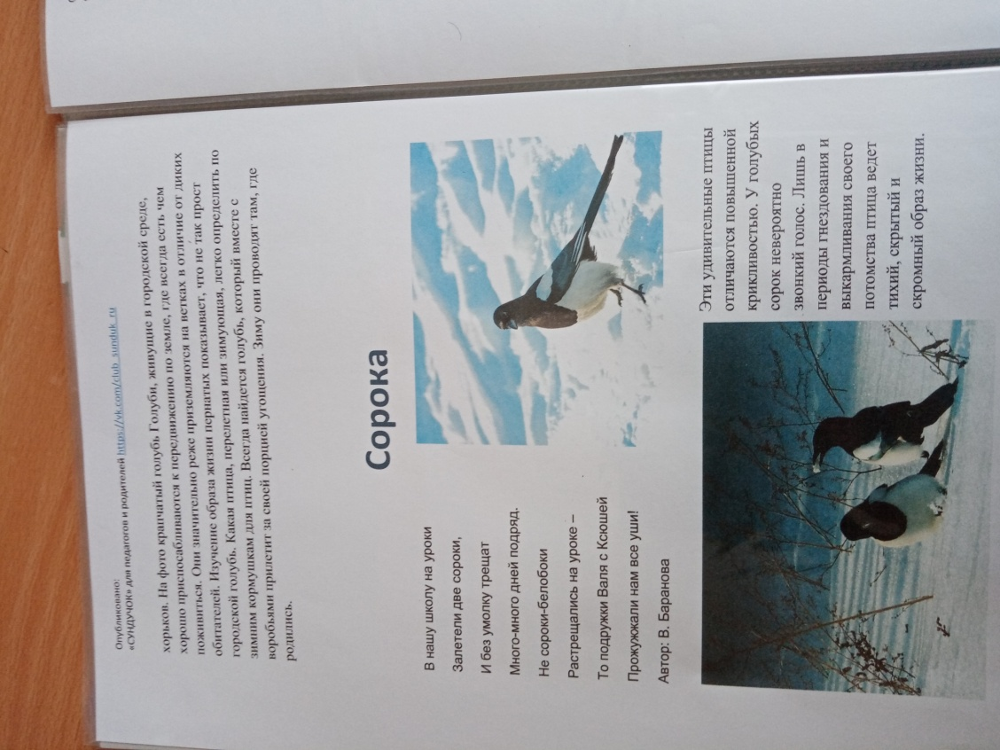 Опубликовано:
«СУНДУЧОК» для педагогов и родителей https://vk.com/club_sunduk_ru
хорьков. На фото крапчатый голубь Голуби, живущие в городской среде,
хорошо приспосабливаются к передвижению по земле, где всегда есть чем
поживиться. Они значительно реже приземляются на ветках в отличие от диких
обитателей. Изучение образа жизни пернатых показывает, что не так прост
городской голубь. Какая птица, перелетная или зимующая, легко определить по
зимним кормушкам для птиц. Всегда найдется голубь, который вместе с
воробьями прилетит за своей порцией угощения. Зиму они проводят там, где
родились.
Сорока
В нашу школу на уроки
Залетели две сороки,
И без умолку трещат
Много-много дней подряд.
Не сороки-белобоки
Растрещались на уроке –
То подружки Валя с Ксюшей
Прожужжали нам все уши!
Автор: В. Баранова
Эти удивительные птицы
отличаются повышенной
крикливостью. У голубых
сорок невероятно
звонкий голос. Лишь в
периоды гнездования и
выкармливания своего
потомства птица ведет
тихий, скрытый и
скромный образ жизни.